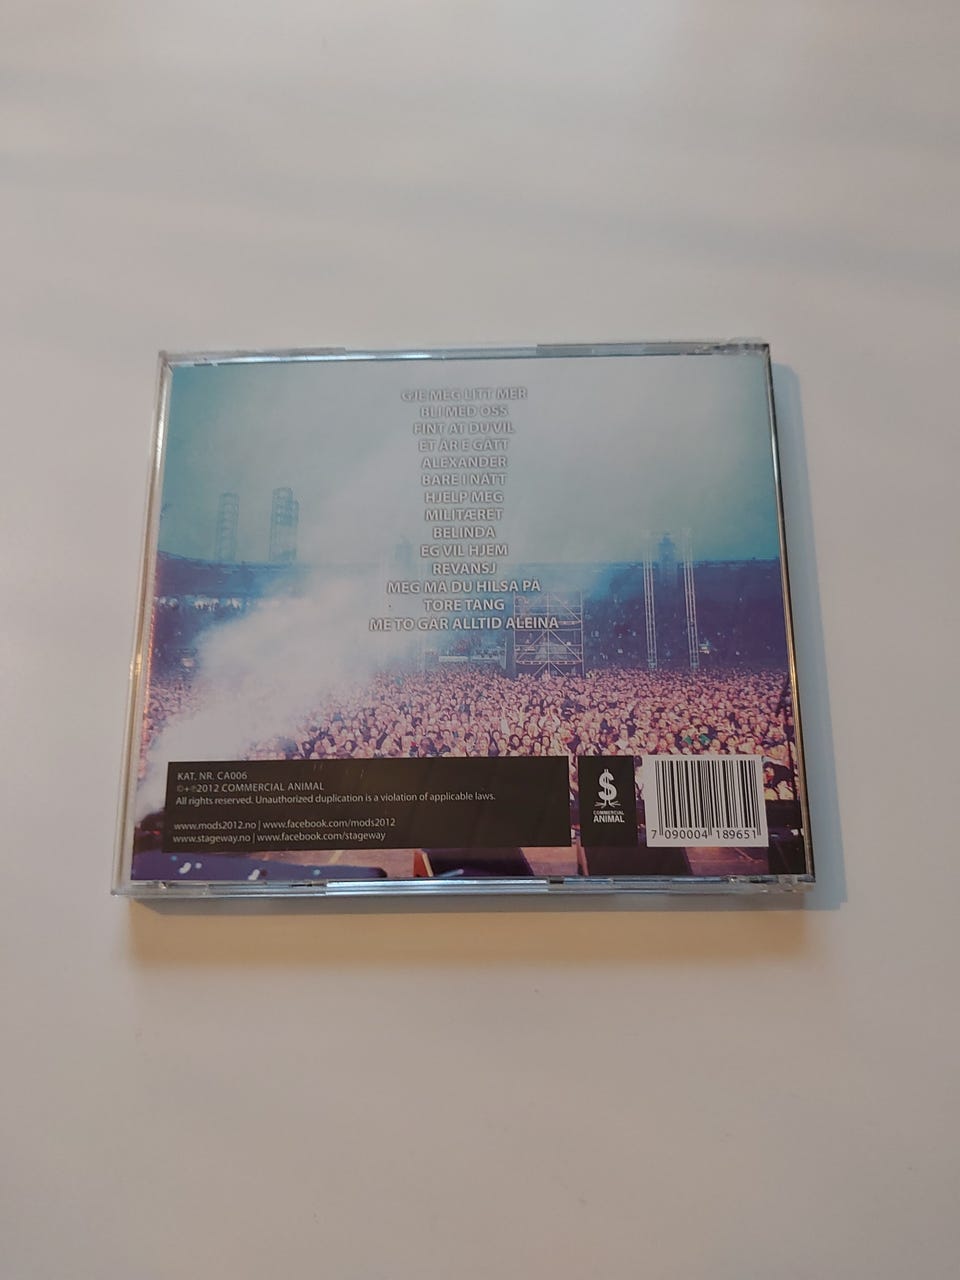 GJE MEG LITT MER
BLI MED OSS
FINT AT DU VIL
ET ÅR E GÅTT
ALEXANDER
BARE I NATT
HJELP MEG
MILITÆRET
BELINDA
EG VIL HJEM
REVANSJ
MEG MÅ DU HILSA PÅ
TORE TANG
ME TO GÅR ALLTID ALEINA
KAT. NR. CA006
©+℗2012 COMMERCIAL ANIMAL
All rights reserved. Unauthorized duplication is a violation of applicable laws.
www.mods2012.no | www.facebook.com/mods2012
www.stageway.no | www.facebook.com/stageway
COMMERCIAL
ANIMAL
7 090004 189651